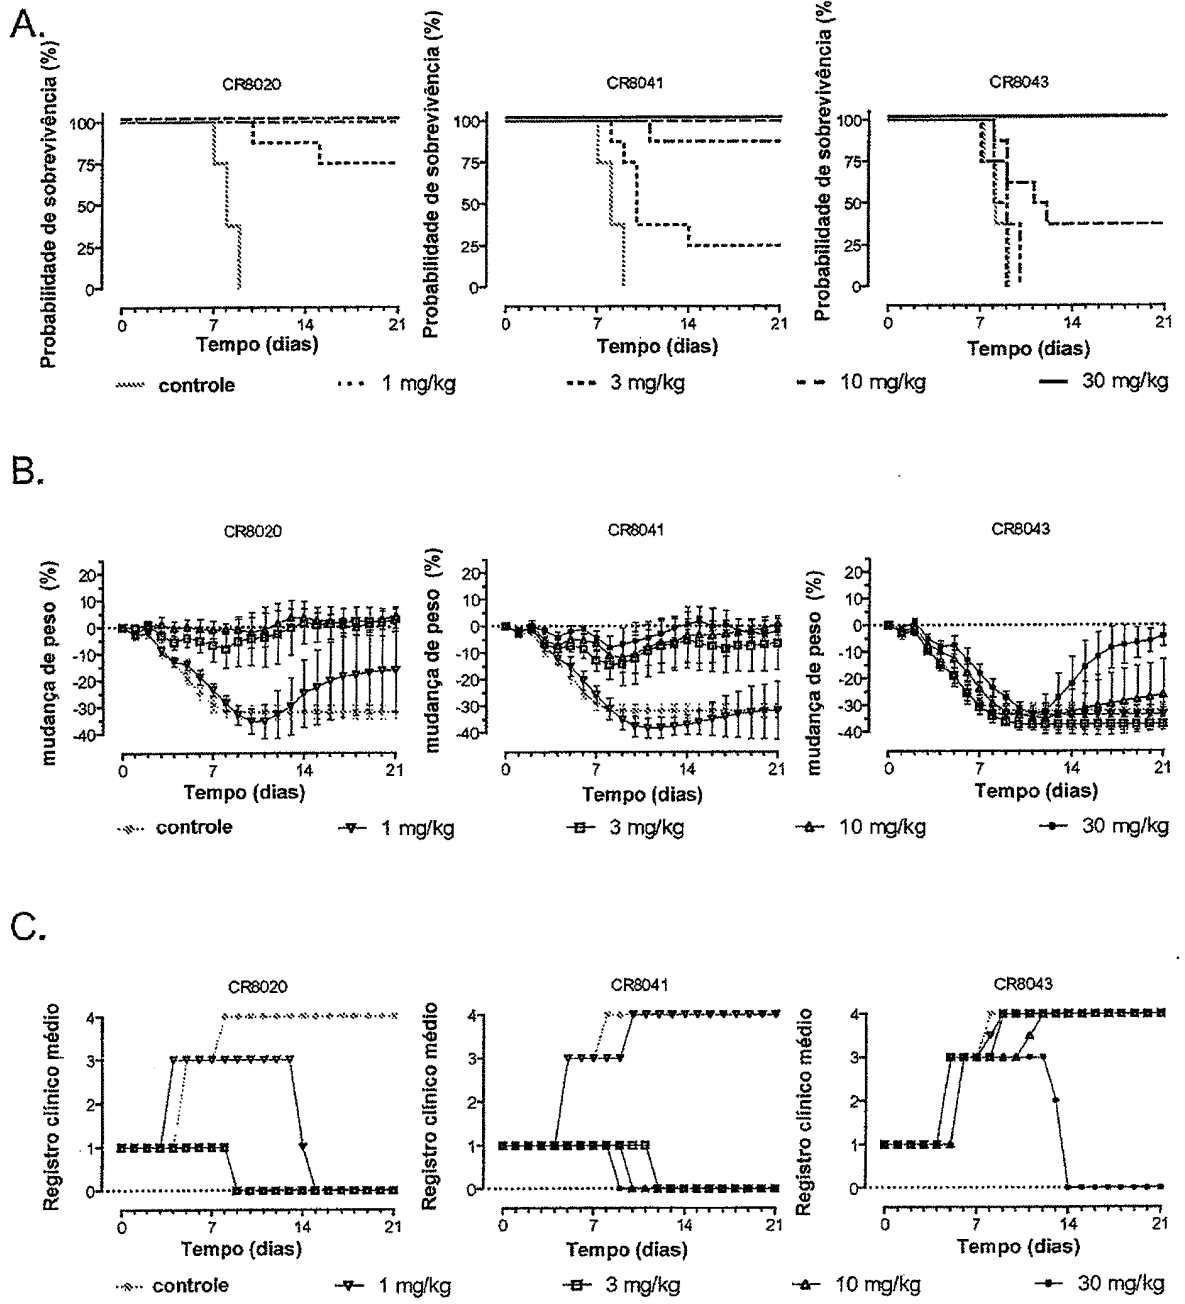 A.
CR8020
CR8041
CR8043
Probabilidade de sobrevivência (%)
100
75
50
25
0
0 7 14 21
Tempo (dias)
Probabilidade de sobrevivência (%)
100
75
50
25
0
0 7 14 21
Tempo (dias)
Probabilidade de sobrevivência (%)
100
75
50
25
0
0 7 14 21
Tempo (dias)
controle 1 mg/kg 3 mg/kg 10 mg/kg 30 mg/kg
B.
CR8020
CR8041
CR8043
mudança de peso (%)
20
10
0
-10
-20
-30
-40
0 7 14 21
Tempo (dias)
mudança de peso (%)
20
10
0
-10
-20
-30
-40
0 7 14 21
Tempo (dias)
mudança de peso (%)
20
10
0
-10
-20
-30
-40
0 7 14 21
Tempo (dias)
controle 1 mg/kg 3 mg/kg 10 mg/kg 30 mg/kg
C.
CR8020
CR8041
CR8043
Registro clínico médio
4
3
2
1
0
0 7 14 21
Tempo (dias)
Registro clínico médio
4
3
2
1
0
0 7 14 21
Tempo (dias)
Registro clínico médio
4
3
2
1
0
0 7 14 21
Tempo (dias)
controle 1 mg/kg 3 mg/kg 10 mg/kg 30 mg/kg